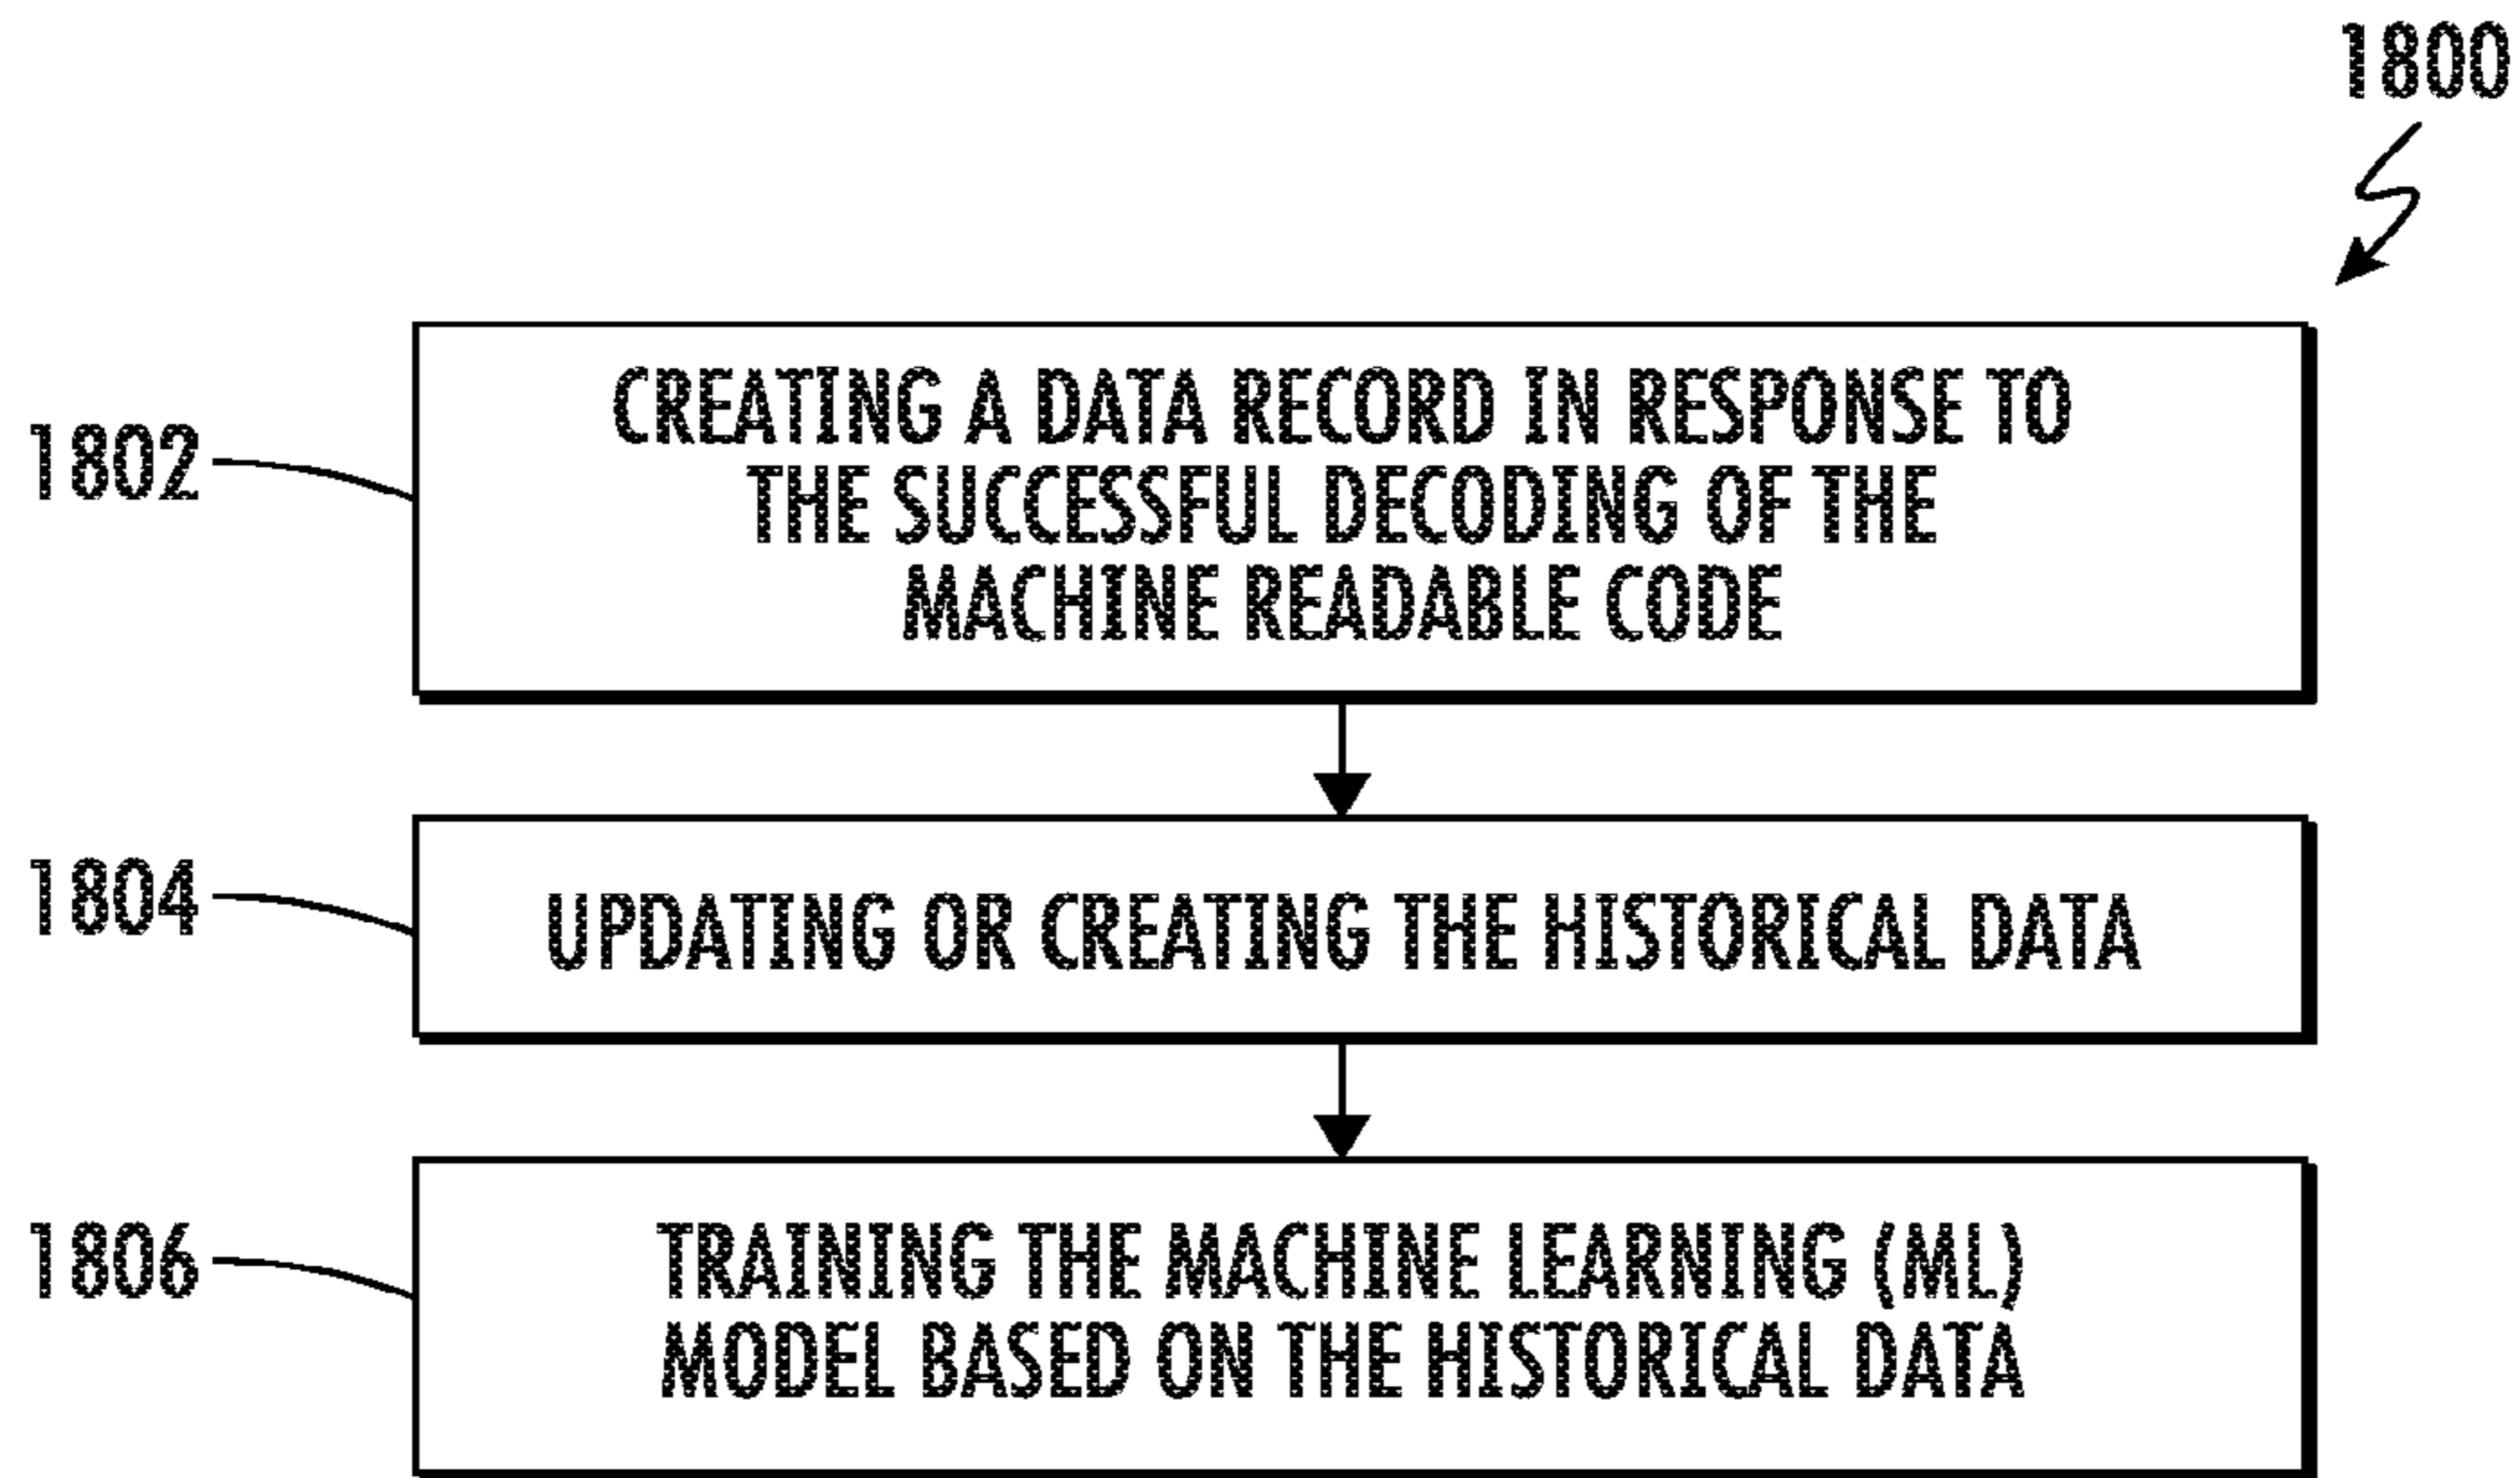 1800
1802
CREATING A DATA RECORD IN RESPONSE TO
THE SUCCESSFUL DECODING OF THE
MACHINE READABLE CODE
1804
UPDATING OR CREATING THE HISTORICAL DATA
1806
TRAINING THE MACHINE LEARNING (ML)
MODEL BASED ON THE HISTORICAL DATA